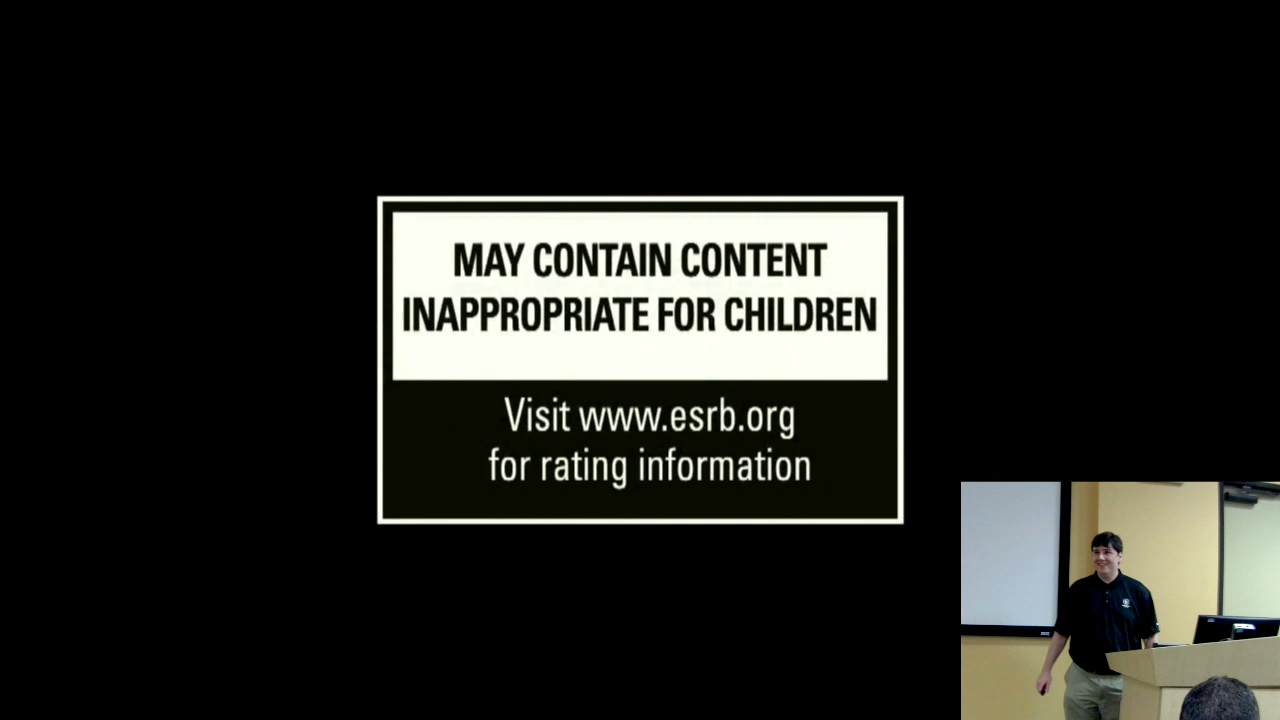 MAY CONTAIN CONTENT
INAPPROPRIATE FOR CHILDREN
Visit www.esrb.org
for rating information